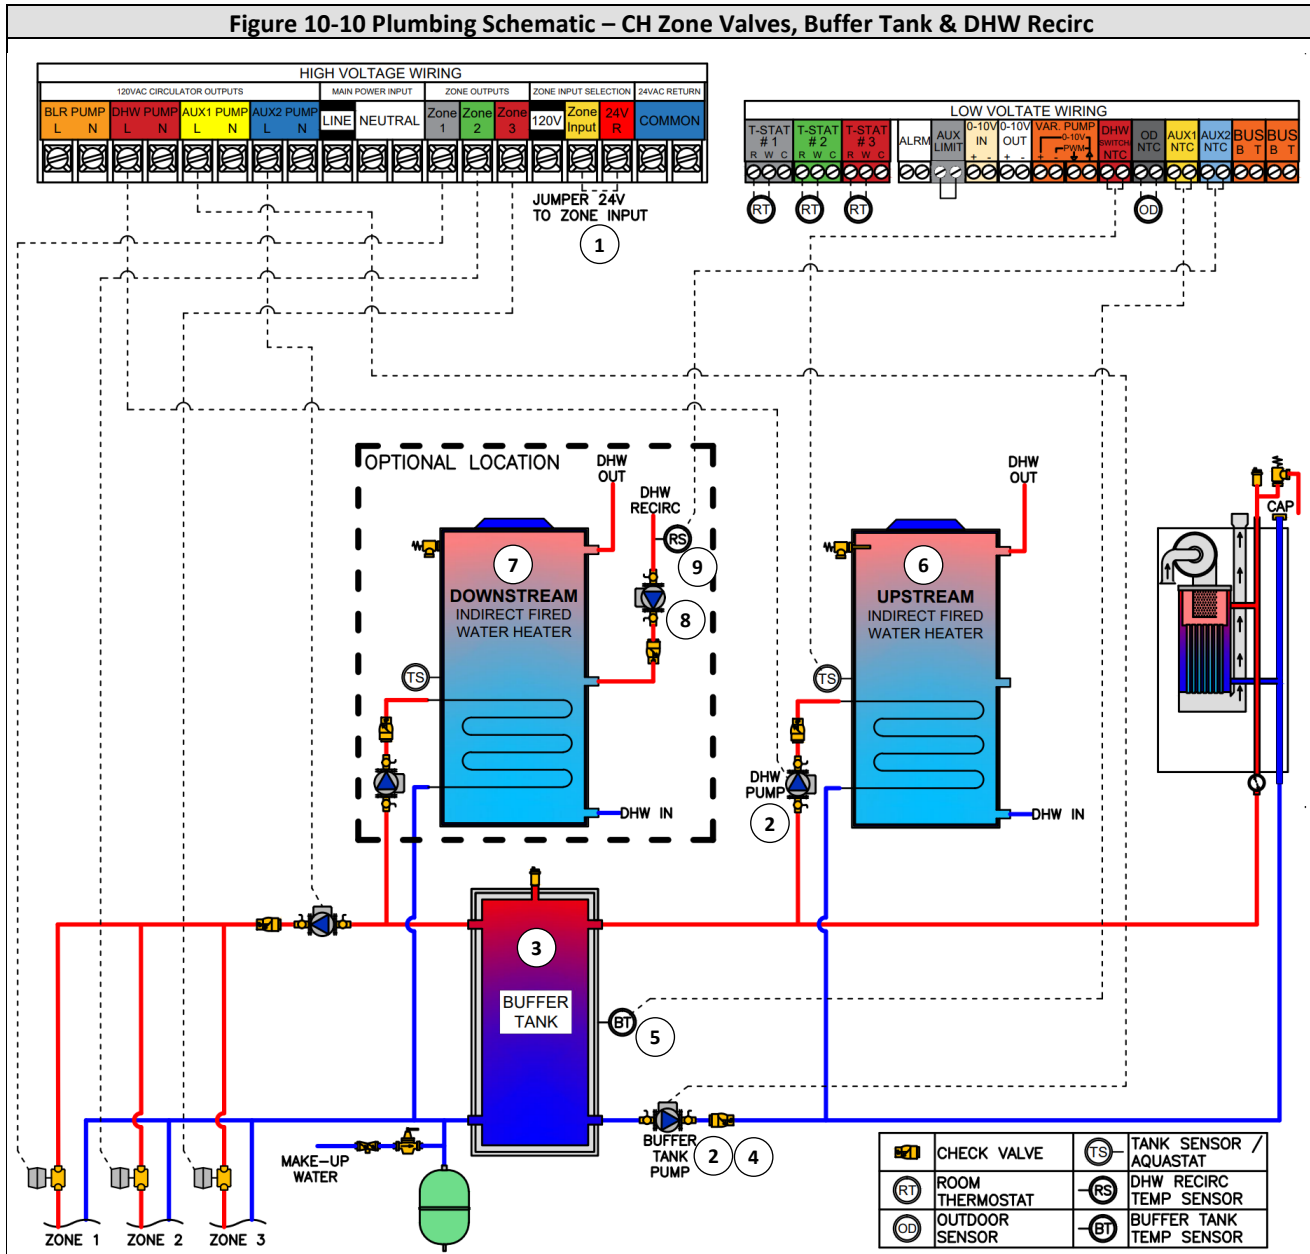 Figure 10-10 Plumbing Schematic – CH Zone Valves, Buffer Tank & DHW Recirc
HIGH VOLTAGE WIRING
120VAC CIRCULATOR OUTPUTS
MAIN POWER INPUT
ZONE OUTPUTS
ZONE INPUT SELECTION
24VAC RETURN
BLR PUMP
L N
DHW PUMP
L N
AUX1 PUMP
L N
AUX2 PUMP
L N
LINE
NEUTRAL
Zone
1
Zone
2
Zone
3
120V
Zone
Input
24V
R
COMMON
JUMPER 24V
TO ZONE INPUT
1
LOW VOLTATE WIRING
T-STAT
# 1
R W C
T-STAT
# 2
R W C
T-STAT
# 3
R W C
ALRM
AUX
LIMIT
0-10V
IN
+ -
0-10V
OUT
+ -
VAR. PUMP
0-10V
PWM
+ -
DHW
SWITCH/
NTC
OD
NTC
AUX1
NTC
AUX2
NTC
BUS
B T
BUS
B T
RT
RT
RT
OD
OPTIONAL LOCATION
DHW
OUT
DHW
RECIRC
RS
9
7
DOWNSTREAM
INDIRECT FIRED
WATER HEATER
8
TS
DHW IN
DHW
OUT
6
UPSTREAM
INDIRECT FIRED
WATER HEATER
TS
DHW
PUMP
2
DHW IN
CAP
3
BUFFER
TANK
BT
5
BUFFER
TANK
PUMP
2
4
MAKE-UP
WATER
ZONE 1
ZONE 2
ZONE 3
CHECK VALVE
TS
TANK SENSOR /
AQUASTAT
RT
ROOM
THERMOSTAT
RS
DHW RECIRC
TEMP SENSOR
OD
OUTDOOR
SENSOR
BT
BUFFER TANK
TEMP SENSOR